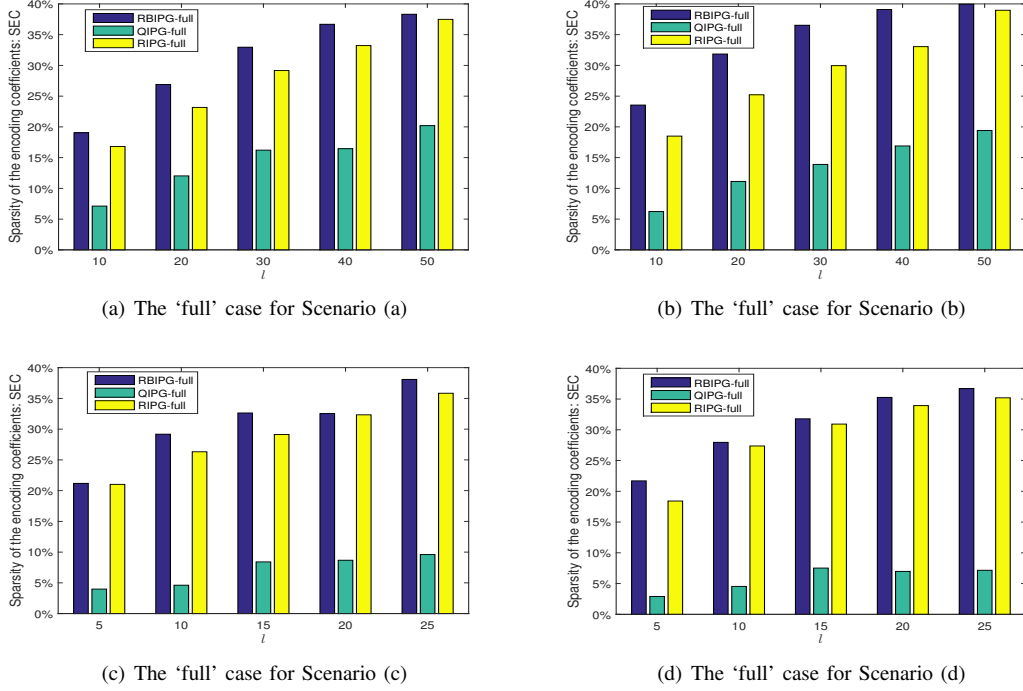 40%
35%
30%
25%
20%
15%
10%
5%
0%
Sparsity of the encoding coefficients: SEC
RBIPG-full
QIPG-full
RIPG-full
10 20 30 40 50
l
(a) The ‘full’ case for Scenario (a)
40%
35%
30%
25%
20%
15%
10%
5%
0%
Sparsity of the encoding coefficients: SEC
RBIPG-full
QIPG-full
RIPG-full
10 20 30 40 50
l
(b) The ‘full’ case for Scenario (b)
40%
35%
30%
25%
20%
15%
10%
5%
0%
Sparsity of the encoding coefficients: SEC
RBIPG-full
QIPG-full
RIPG-full
5 10 15 20 25
l
(c) The ‘full’ case for Scenario (c)
40%
35%
30%
25%
20%
15%
10%
5%
0%
Sparsity of the encoding coefficients: SEC
RBIPG-full
QIPG-full
RIPG-full
5 10 15 20 25
l
(d) The ‘full’ case for Scenario (d)